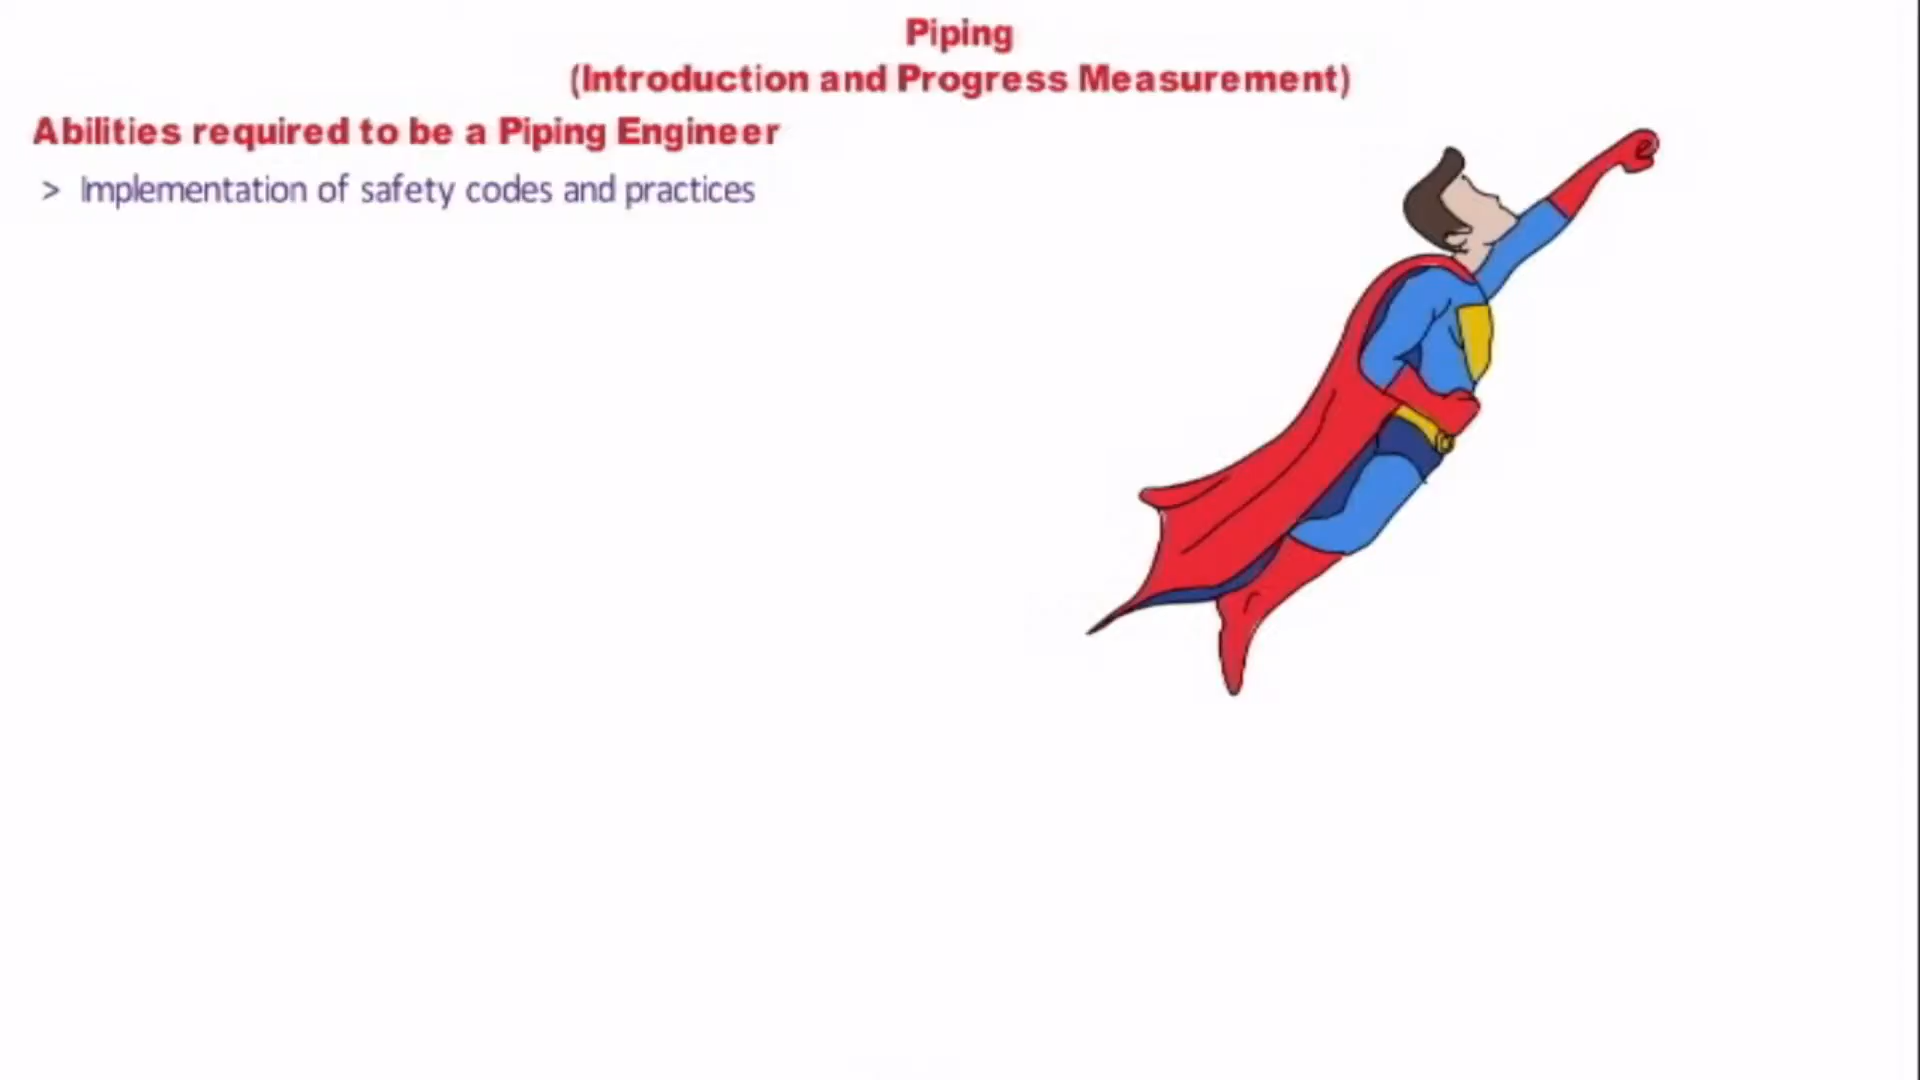 Piping
(Introduction and Progress Measurement)
Abilities required to be a Piping Engineer
> Implementation of safety codes and practices